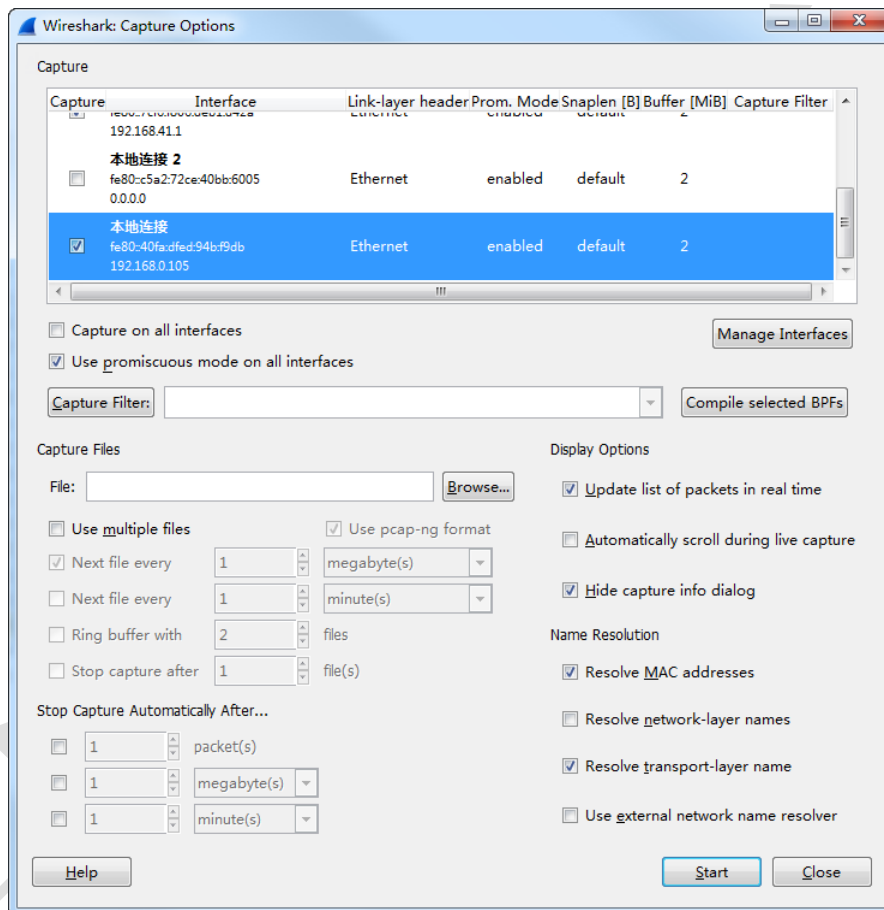 Wireshark: Capture Options
Capture
Capture Interface Link-layer header Prom. Mode Snaplen [B] Buffer [MiB] Capture Filter
192.168.41.1
本地连接 2
fe80::c5a2:72ce:40bb:6005 Ethernet enabled default 2
0.0.0.0
本地连接
fe80::40fa:dfed:94b:f9db Ethernet enabled default 2
192.168.0.105
Capture on all interfaces
Manage Interfaces
Use promiscuous mode on all interfaces
Capture Filter: Compile selected BPFs
Capture Files
File: Browse...
Use multiple files Use pcap-ng format
Next file every 1 megabyte(s)
Next file every 1 minute(s)
Ring buffer with 2 files
Stop capture after 1 file(s)
Stop Capture Automatically After...
1 packet(s)
1 megabyte(s)
1 minute(s)
Display Options
Update list of packets in real time
Automatically scroll during live capture
Hide capture info dialog
Name Resolution
Resolve MAC addresses
Resolve network-layer names
Resolve transport-layer name
Use external network name resolver
Help Start Close